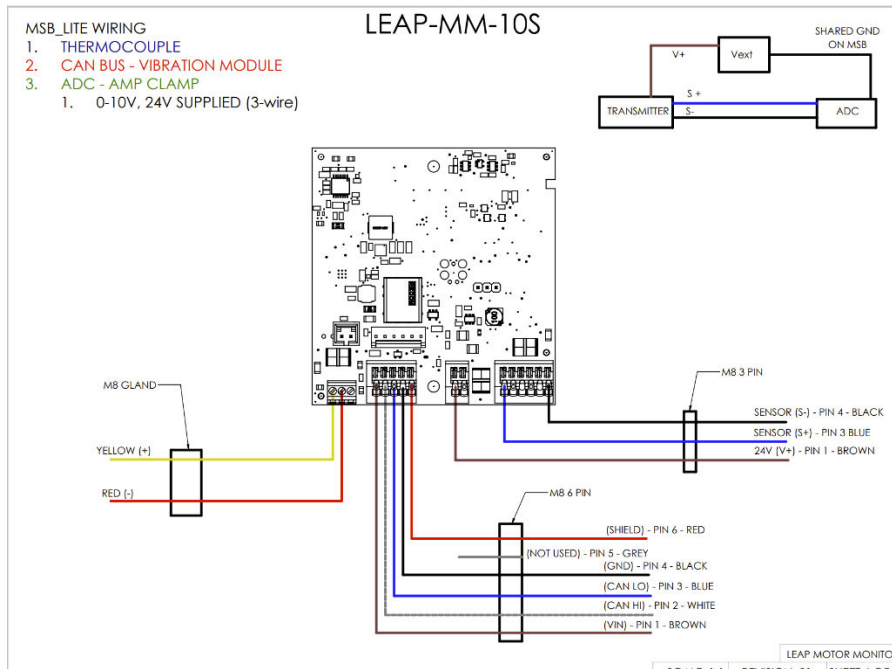 LEAP-MM-10S
MSB_LITE WIRING
1. THERMOCOUPLE
2. CAN BUS - VIBRATION MODULE
3. ADC - AMP CLAMP
1. 0-10V, 24V SUPPLIED (3-wire)
SHARED GND
ON MSB
V+
Vext
S +
S-
TRANSMITTER
ADC
100
M8 GLAND
YELLOW (+)
RED (-)
M8 3 PIN
SENSOR (S-) - PIN 4 - BLACK
SENSOR (S+) - PIN 3 BLUE
24V (V+) - PIN 1 - BROWN
M8 6 PIN
(SHIELD) - PIN 6 - RED
(NOT USED) - PIN 5 - GREY
(GND) - PIN 4 - BLACK
(CAN LO) - PIN 3 - BLUE
(CAN HI) - PIN 2 - WHITE
(VIN) - PIN 1 - BROWN
LEAP MOTOR MONITO